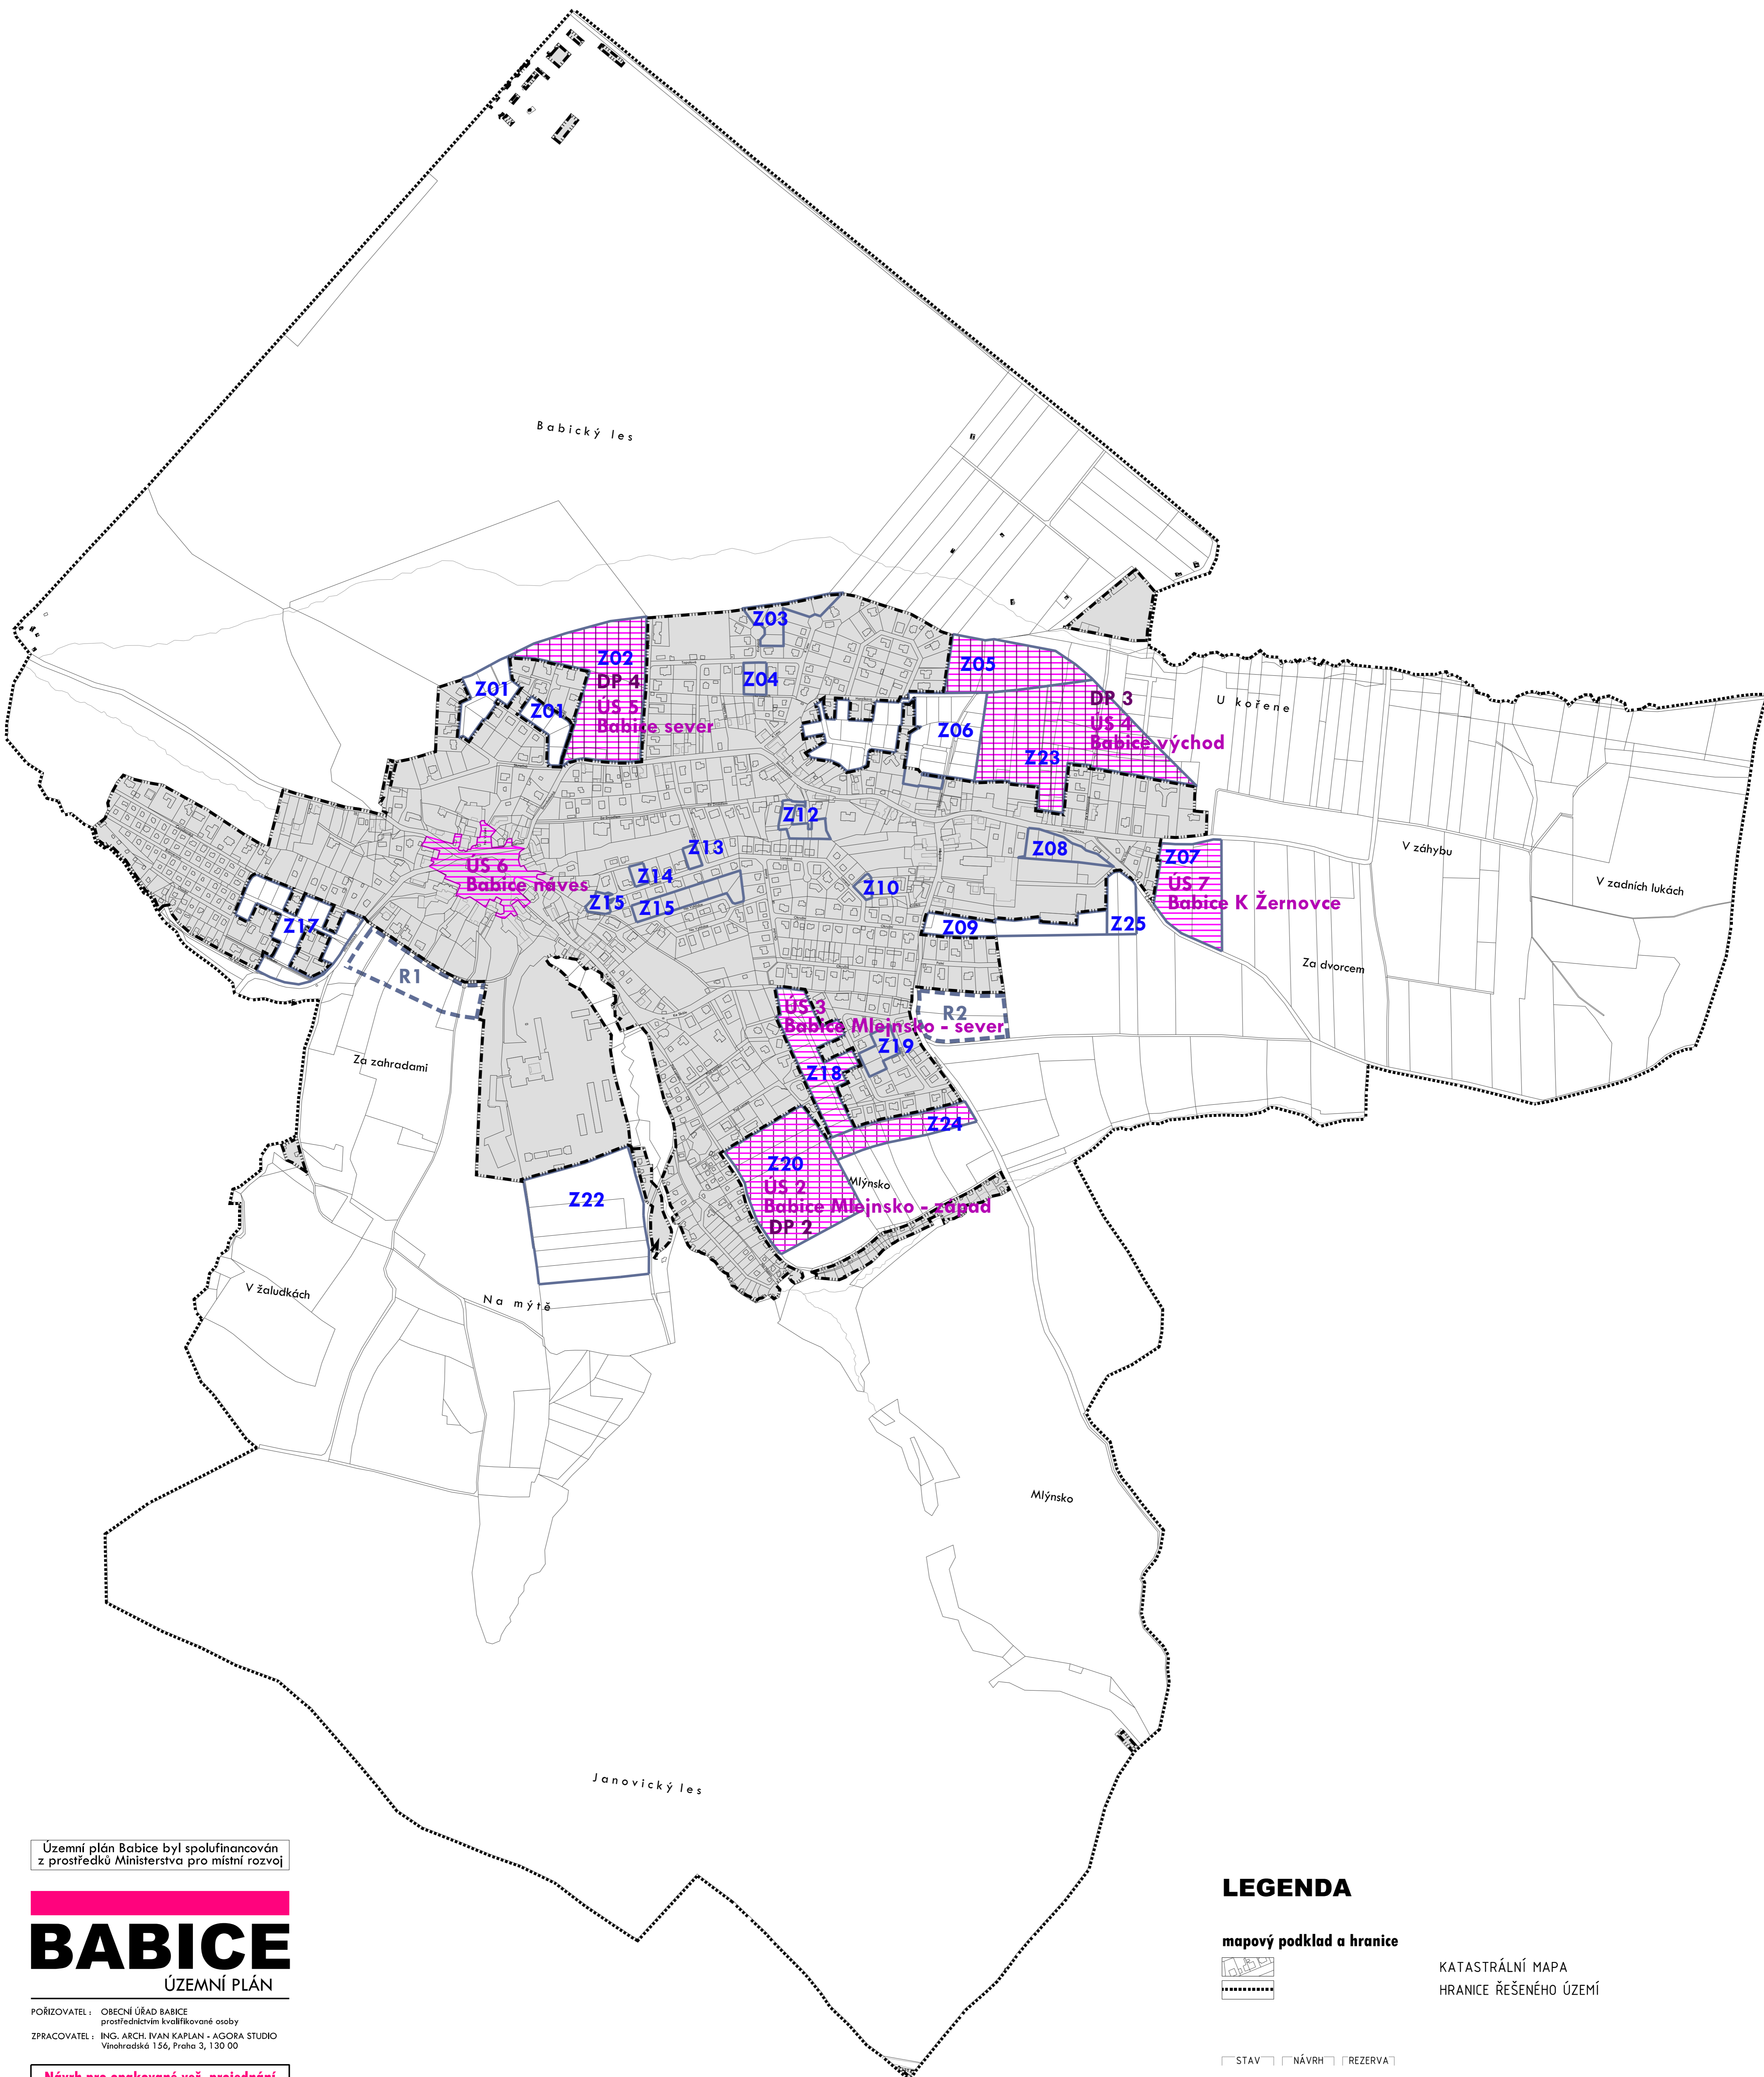 Babický les
Z03
Z02
Z05
Z04
DP 4
Z01
DP 3
U kořene
ÚS 5
Z01
ÚS 4
Babice sever
Z06
Babice východ
Z23
Z12
Z13
Z08
V záhybu
Z07
ÚS 6
Z14
ÚS 7
V zadních lukách
Babice náves
Z10
Z15
Z15
Babice K Žernovce
Z17
Z09
Z25
Za dvorcem
R1
ÚS 3
R2
Babice Mlejnsko - sever
Z19
Za zahradami
Z18
Z24
Z20
Mlýnsko
ÚS 2
Z22
Babice Mlejnsko - západ
DP 2
V žaludkách
Na mýtě
Mlýnsko
Janovický les
Územní plán Babice byl spolufinancován
z prostředků Ministerstva pro místní rozvoj
BABICE
ÚZEMNÍ PLÁN
POŘIZOVATEL : OBECNÍ ÚŘAD BABICE
prostřednictvím kvalifikované osoby
ZPRACOVATEL : ING. ARCH. IVAN KAPLAN - AGORA STUDIO
Vinohradská 156, Praha 3, 130 00
Návrh pro opakované veř. projednání
LEGENDA
mapový podklad a hranice
KATASTRÁLNÍ MAPA
HRANICE ŘEŠENÉHO ÚZEMÍ
STAV NÁVRH REZERVA